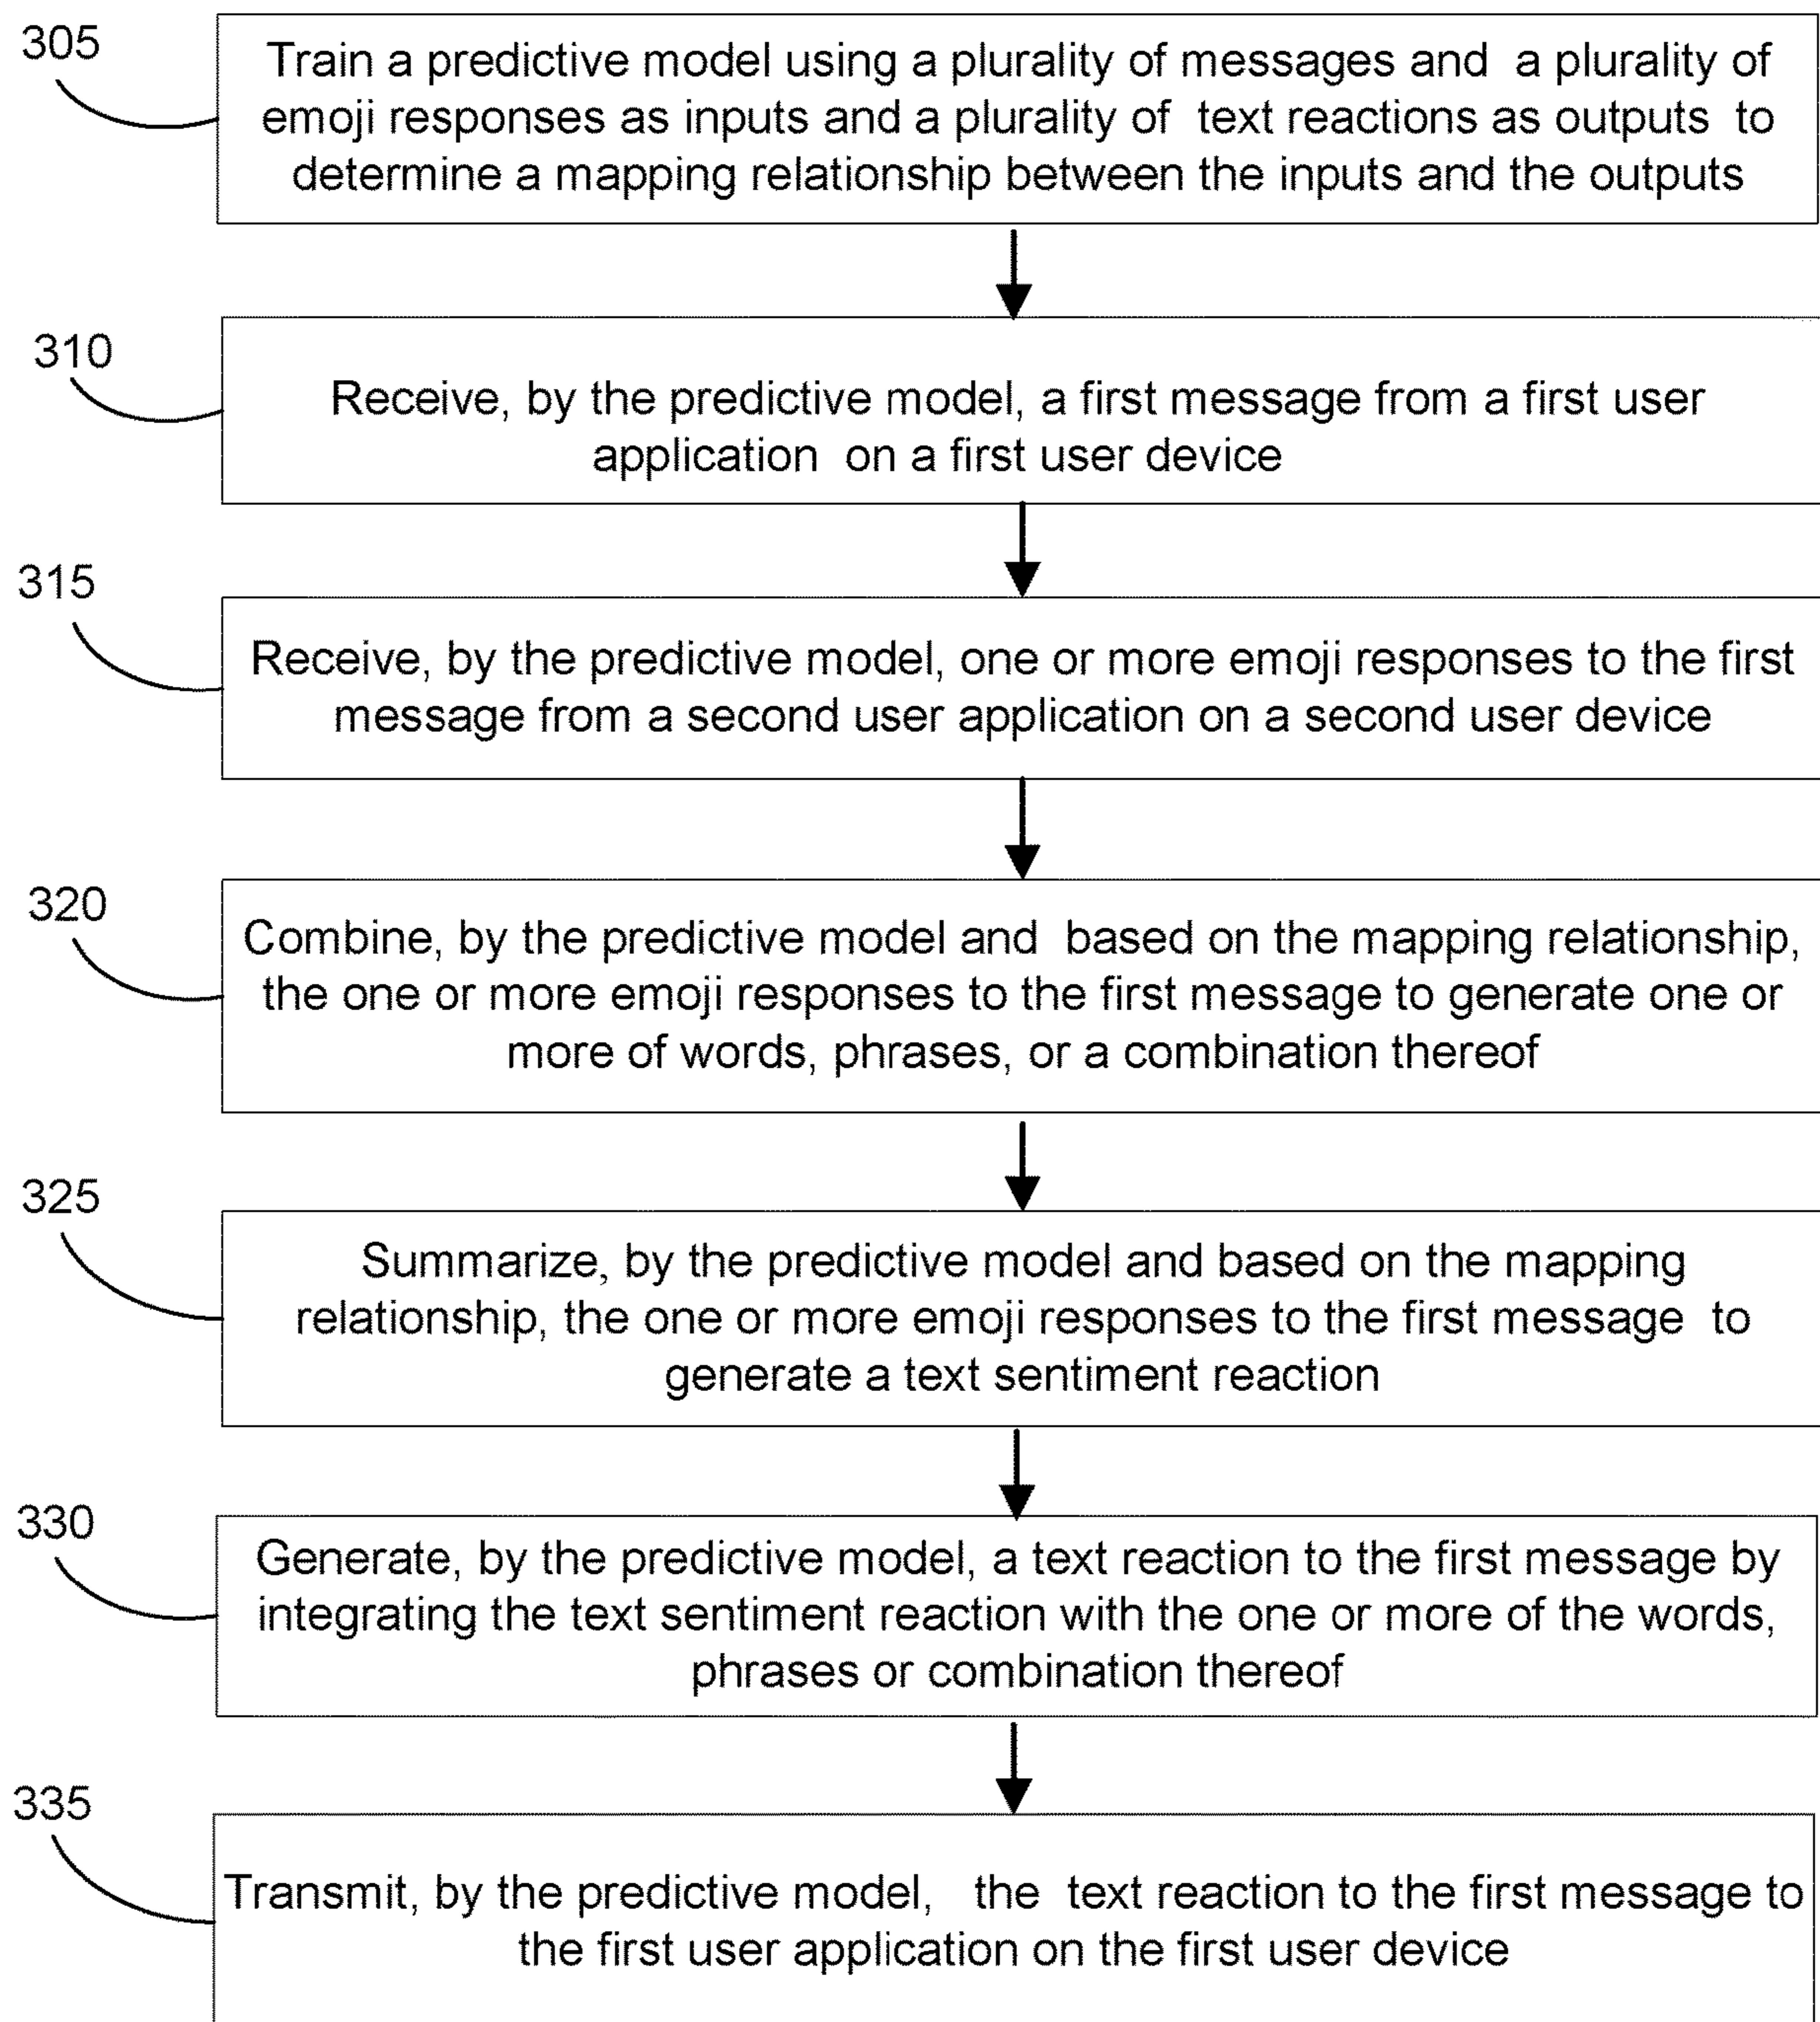 305
Train a predictive model using a plurality of messages and a plurality of
emoji responses as inputs and a plurality of text reactions as outputs to
determine a mapping relationship between the inputs and the outputs
310
Receive, by the predictive model, a first message from a first user
application on a first user device
315
Receive, by the predictive model, one or more emoji responses to the first
message from a second user application on a second user device
320
Combine, by the predictive model and based on the mapping relationship,
the one or more emoji responses to the first message to generate one or
more of words, phrases, or a combination thereof
325
Summarize, by the predictive model and based on the mapping
relationship, the one or more emoji responses to the first message to
generate a text sentiment reaction
330
Generate, by the predictive model, a text reaction to the first message by
integrating the text sentiment reaction with the one or more of the words,
phrases or combination thereof
335
Transmit, by the predictive model, the text reaction to the first message to
the first user application on the first user device